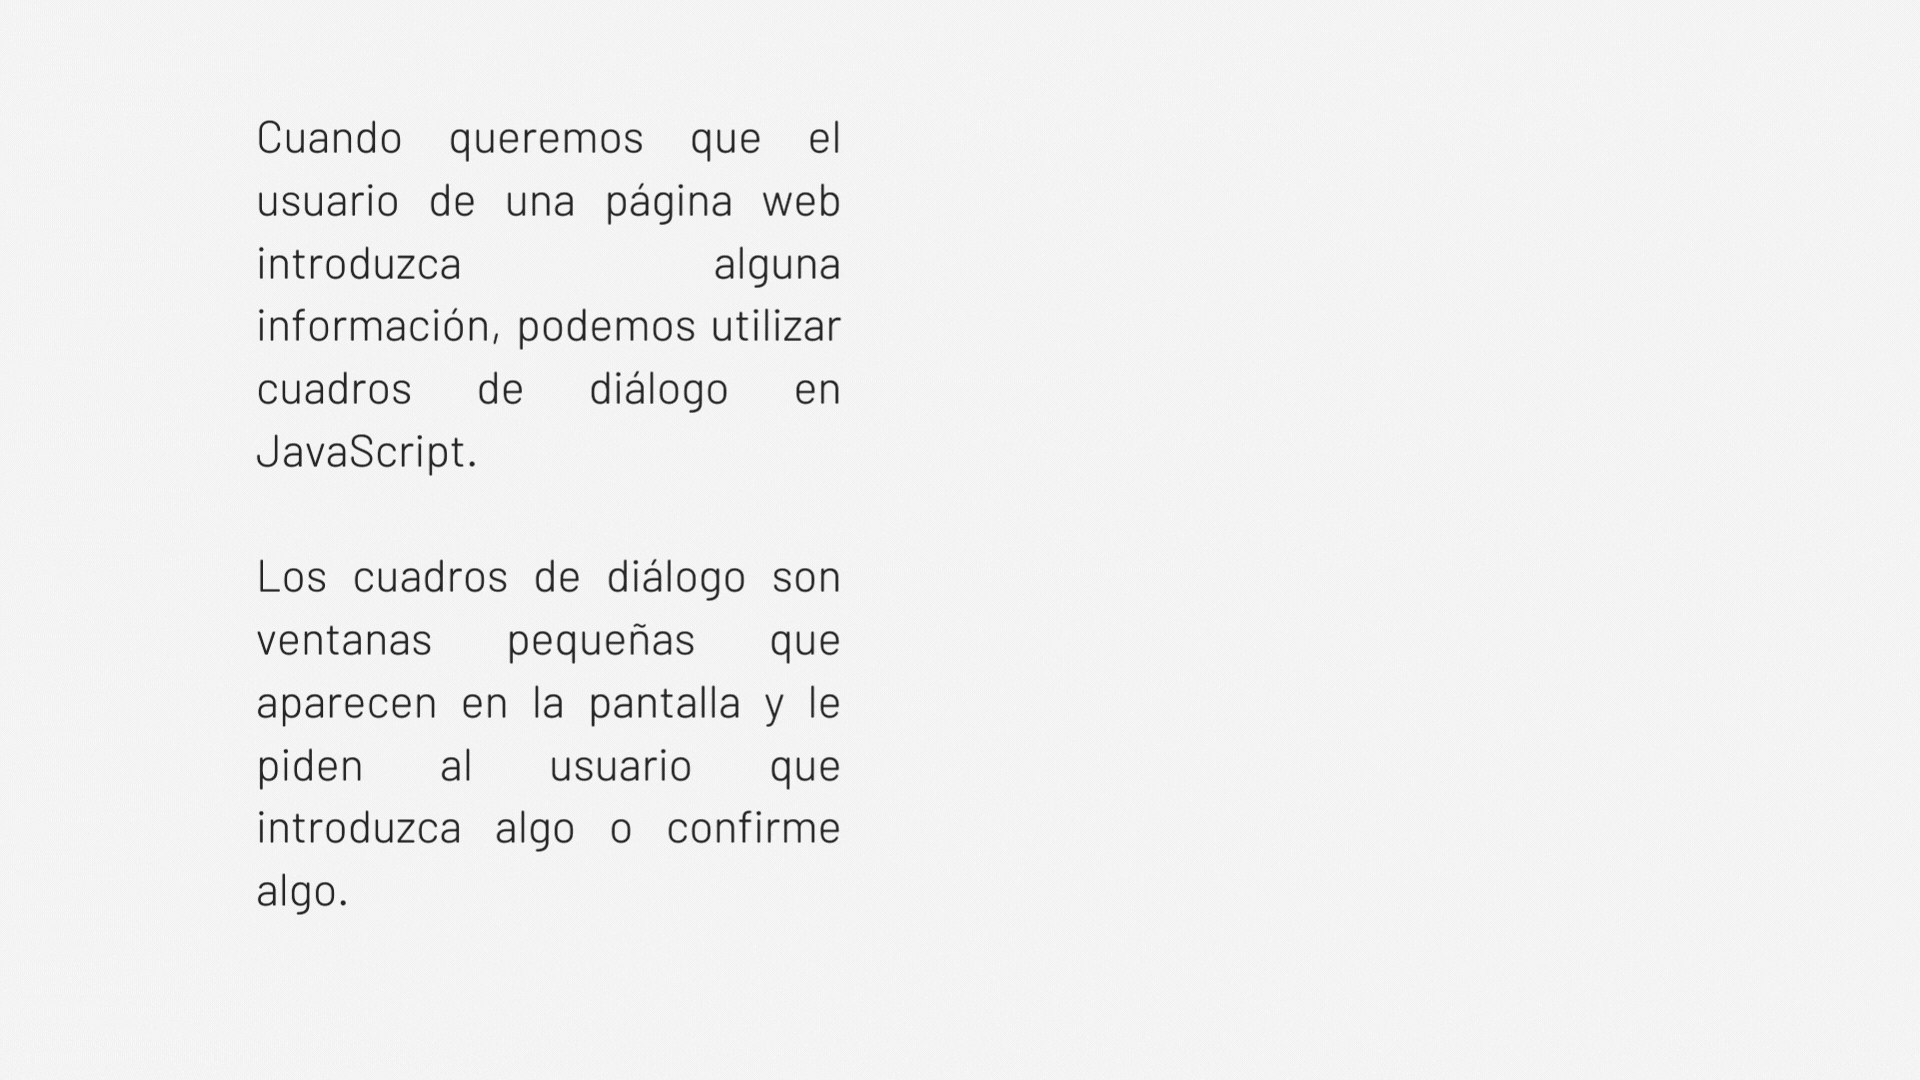 Cuando queremos que el
usuario de una página web
introduzca alguna
información, podemos utilizar
cuadros de diálogo en
JavaScript.
Los cuadros de diálogo son
ventanas pequeñas que
aparecen en la pantalla y le
piden al usuario que
introduzca algo o confirme
algo.